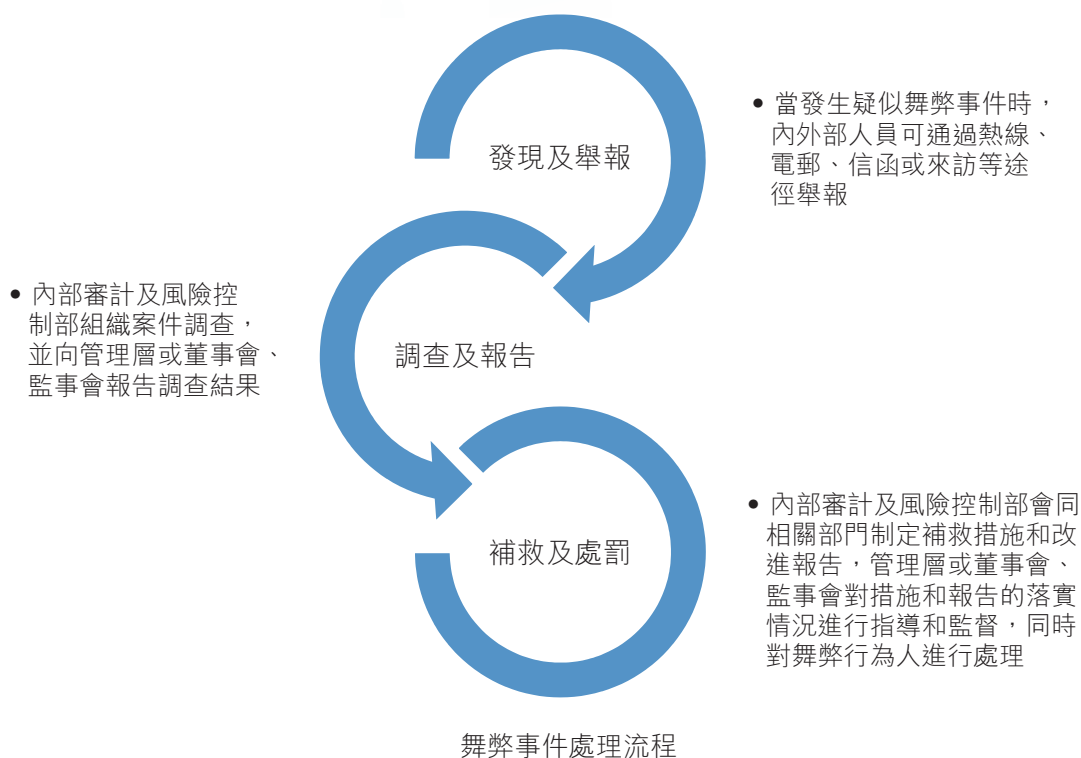 發現及舉報
• 當發生疑似舞弊事件時，
內外部人員可通過熱線、
電郵、信函或來訪等途
徑舉報
• 內部審計及風險控
制部組織案件調查，
並向管理層或董事會、
監事會報告調查結果
調查及報告
補救及處罰
• 內部審計及風險控制部會同
相關部門制定補救措施和改
進報告，管理層或董事會、
監事會對措施和報告的落實
情況進行指導和監督，同時
對舞弊行為人進行處理
舞弊事件處理流程